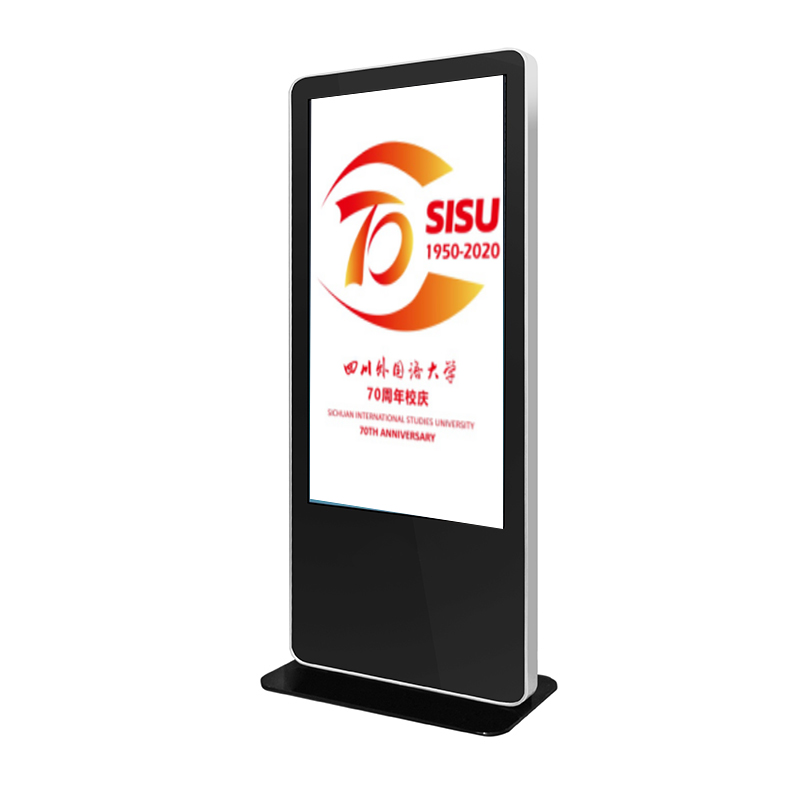 70
SISU
1950-2020
四川外国语大学
70周年校庆
SICHUAN INTERNATIONAL STUDIES UNIVERSITY
70TH ANNIVERSARY